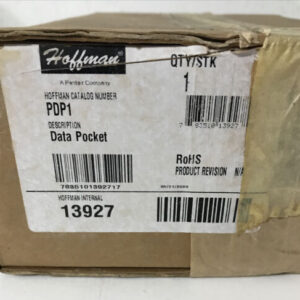 Hoffman
A Pentair Company
QTY/STK
1
HOFFMAN CATALOG NUMBER
PDP1
DESCRIPTION
Data Pocket
RoHS
PRODUCT REVISION N/A
HOFFMAN INTERNAL
13927